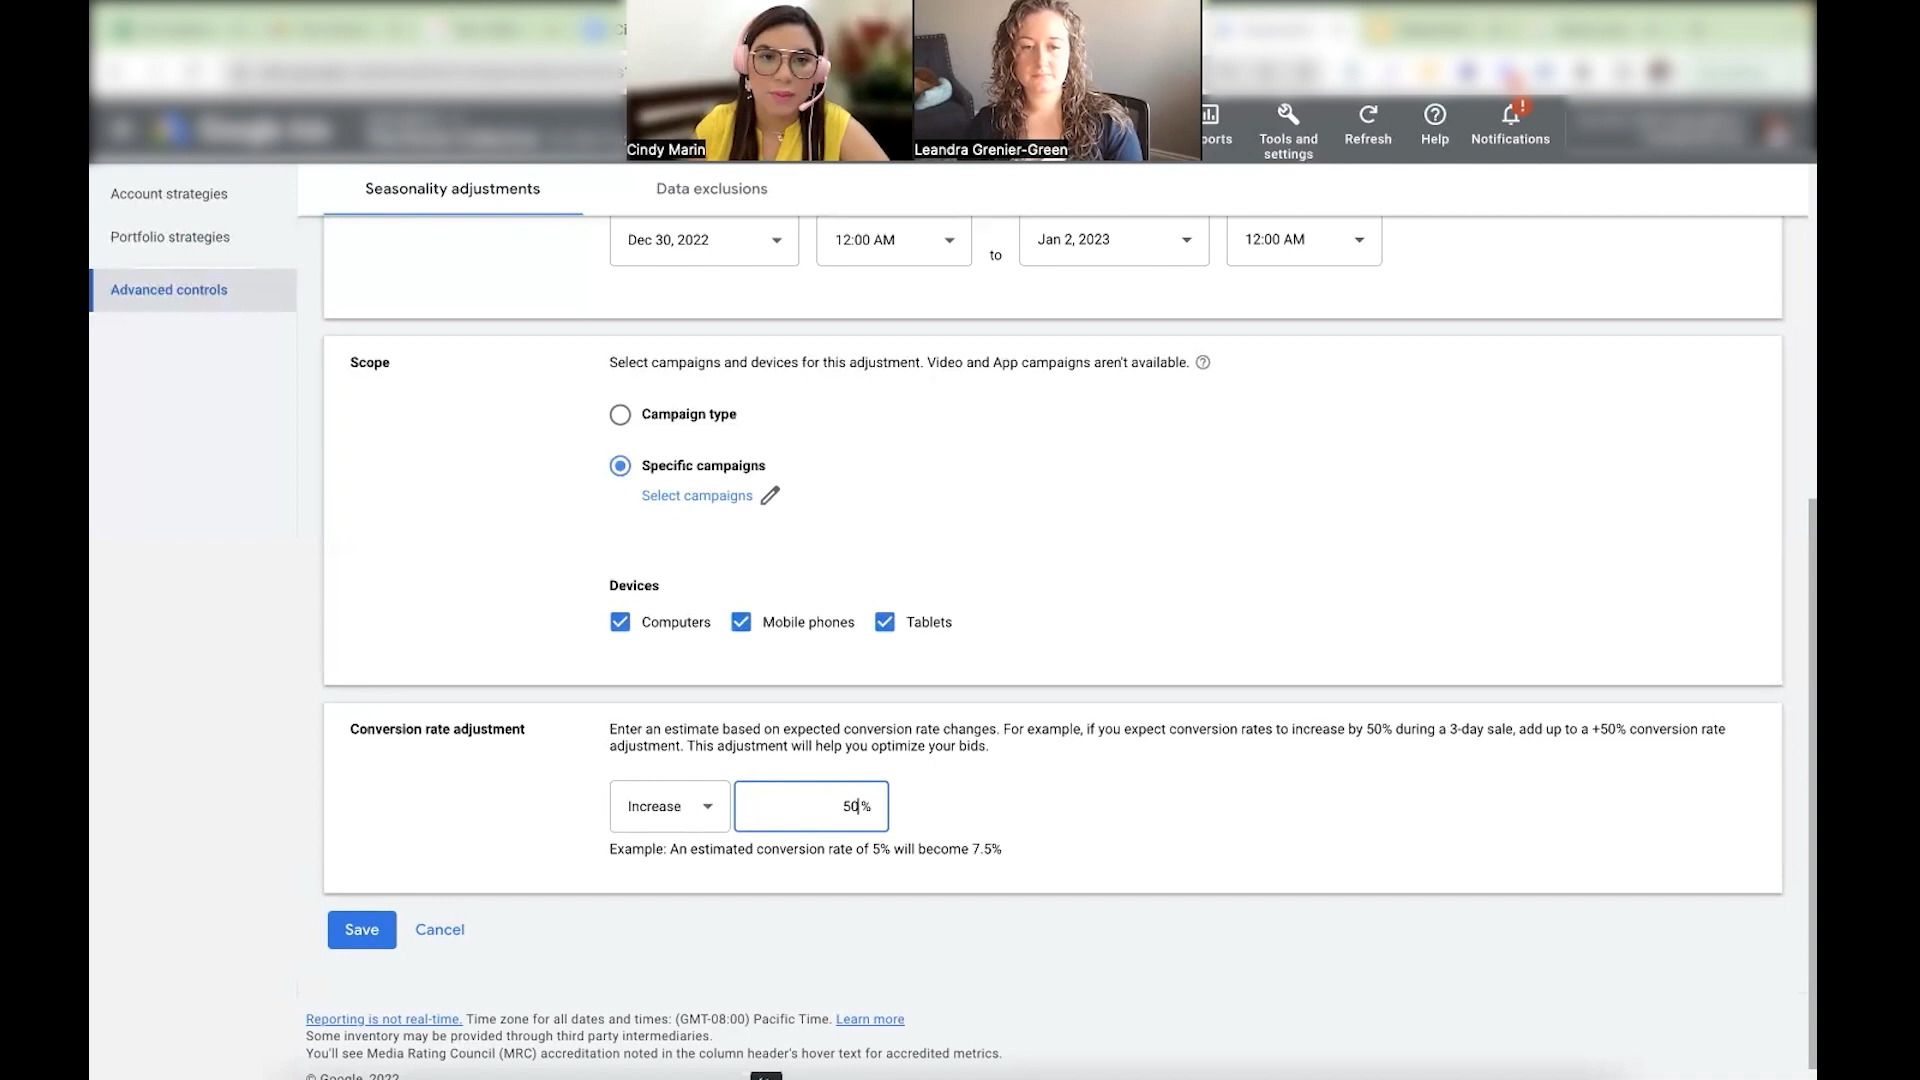 Cindy Marin
Leandra Grenier-Green
ports
Tools and
settings
Refresh
Help
!
Notifications
Account strategies
Portfolio strategies
Advanced controls
Seasonality adjustments
Data exclusions
Dec 30, 2022
12:00 AM
to
Jan 2, 2023
12:00 AM
Scope
Select campaigns and devices for this adjustment. Video and App campaigns aren't available.
Campaign type
Specific campaigns
Select campaigns
Devices
Computers
Mobile phones
Tablets
Conversion rate adjustment
Enter an estimate based on expected conversion rate changes. For example, if you expect conversion rates to increase by 50% during a 3-day sale, add up to a +50% conversion rate
adjustment. This adjustment will help you optimize your bids.
Increase
50%
Example: An estimated conversion rate of 5% will become 7.5%
Save
Cancel
Reporting is not real-time. Time zone for all dates and times: (GMT-08:00) Pacific Time. Learn more
Some inventory may be provided through third party intermediaries.
You'll see Media Rating Council (MRC) accreditation noted in the column header's hover text for accredited metrics.
© Google, 2022